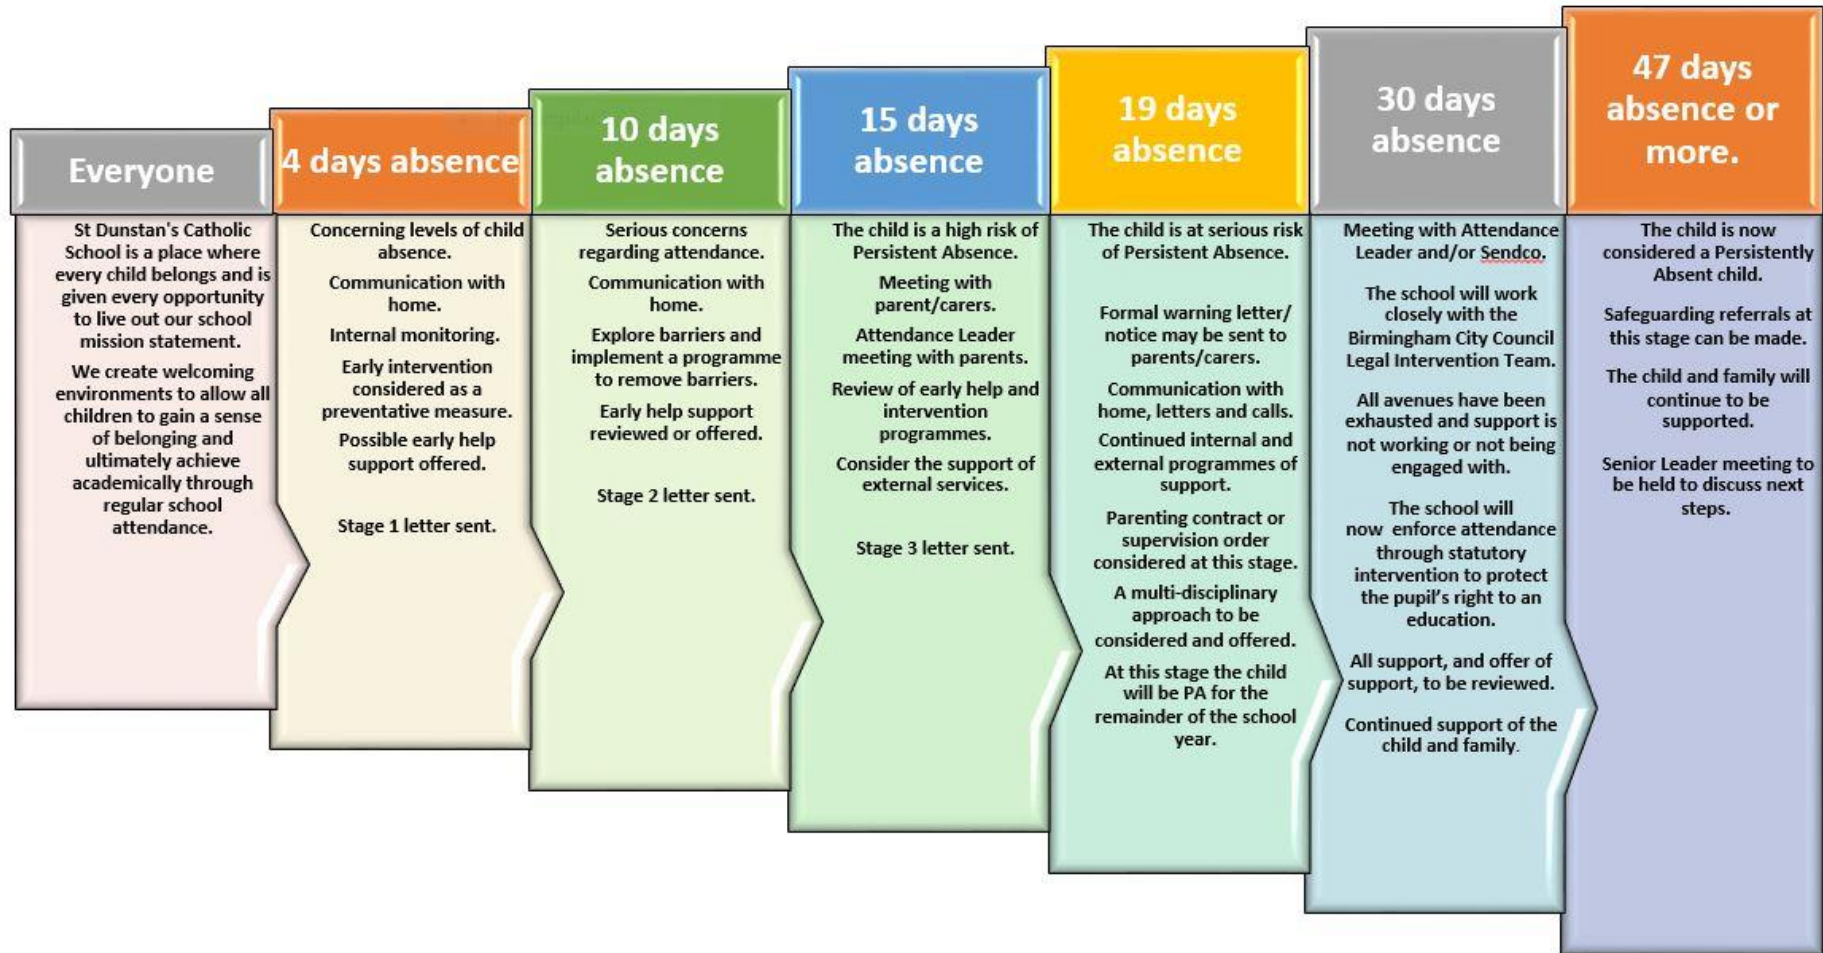 Everyone
St Dunstan's Catholic
School is a place where
every child belongs and is
given every opportunity
to live out our school
mission statement.
We create welcoming
environments to allow all
children to gain a sense
of belonging and
ultimately achieve
academically through
regular school
attendance.
4 days absence
Concerning levels of child
absence.
Communication with
home.
Internal monitoring.
Early intervention
considered as a
preventative measure.
Possible early help
support offered.
Stage 1 letter sent.
10 days
absence
Serious concerns
regarding attendance.
Communication with
home.
Explore barriers and
implement a programme
to remove barriers.
Early help support
reviewed or offered.
Stage 2 letter sent.
15 days
absence
The child is a high risk of
Persistent Absence.
Meeting with
parent/carers.
Attendance Leader
meeting with parents.
Review of early help and
intervention
programmes.
Consider the support of
external services.
Stage 3 letter sent.
19 days
absence
The child is at serious risk
of Persistent Absence.
Formal warning letter/
notice may be sent to
parents/carers.
Communication with
home, letters and calls.
Continued internal and
external programmes of
support.
Parenting contract or
supervision order
considered at this stage.
A multi-disciplinary
approach to be
considered and offered.
At this stage the child
will be PA for the
remainder of the school
year.
30 days
absence
Meeting with Attendance
Leader and/or Sendco.
The school will work
closely with the
Birmingham City Council
Legal Intervention Team.
All avenues have been
exhausted and support is
not working or not being
engaged with.
The school will
now enforce attendance
through statutory
intervention to protect
the pupil's right to an
education.
All support, and offer of
support, to be reviewed.
Continued support of the
child and family.
47 days
absence or
more.
The child is now
considered a Persistently
Absent child.
Safeguarding referrals at
this stage can be made.
The child and family will
continue to be
supported.
Senior Leader meeting to
be held to discuss next
steps.